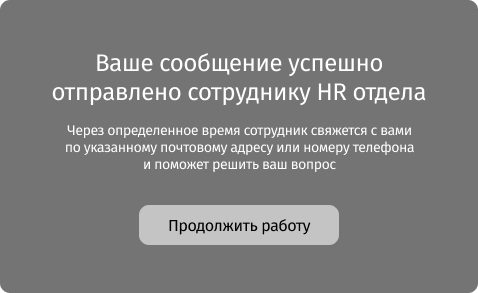 Ваше сообщение успешно
отправлено сотруднику HR отдела
Через определенное время сотрудник свяжется с вами
по указанному почтовому адресу или номеру телефона
и поможет решить ваш вопрос
Продолжить работу